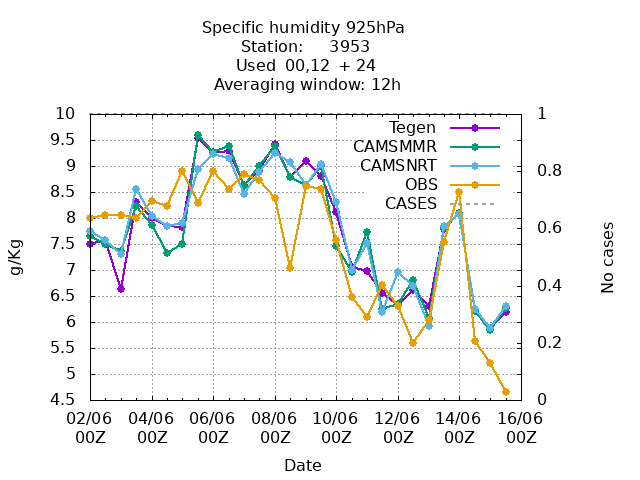 Specific humidity 925hPa
Station: 3953
Used 00,12 + 24
Averaging window: 12h
10 1
9.5
9 0.8
8.5
8
7.5 0.6
7
6.5 0.4
6
5.5 0.2
5
4.5 0
Tegen
CAMSMMR
CAMSNRT
OBS
CASES
g/Kg
No cases
02/06 04/06 06/06 08/06 10/06 12/06 14/06 16/06
00Z 00Z 00Z 00Z 00Z 00Z 00Z 00Z
Date